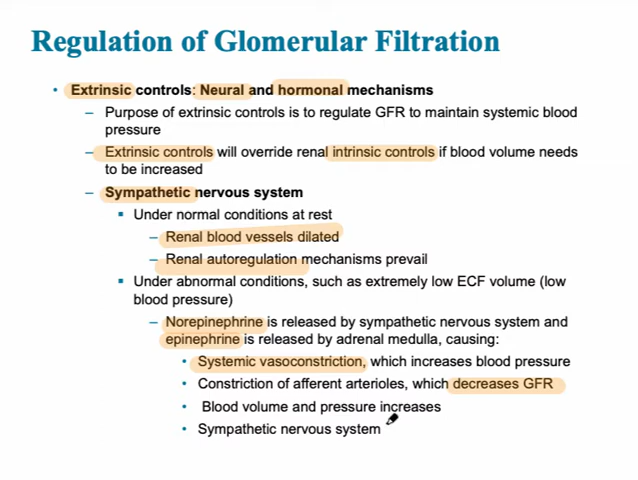 Regulation of Glomerular Filtration
• Extrinsic controls: Neural and hormonal mechanisms
– Purpose of extrinsic controls is to regulate GFR to maintain systemic blood
pressure
– Extrinsic controls will override renal intrinsic controls if blood volume needs
to be increased
– Sympathetic nervous system
▪ Under normal conditions at rest
– Renal blood vessels dilated
– Renal autoregulation mechanisms prevail
▪ Under abnormal conditions, such as extremely low ECF volume (low
blood pressure)
– Norepinephrine is released by sympathetic nervous system and
epinephrine is released by adrenal medulla, causing:
• Systemic vasoconstriction, which increases blood pressure
• Constriction of afferent arterioles, which decreases GFR
• Blood volume and pressure increases
• Sympathetic nervous system